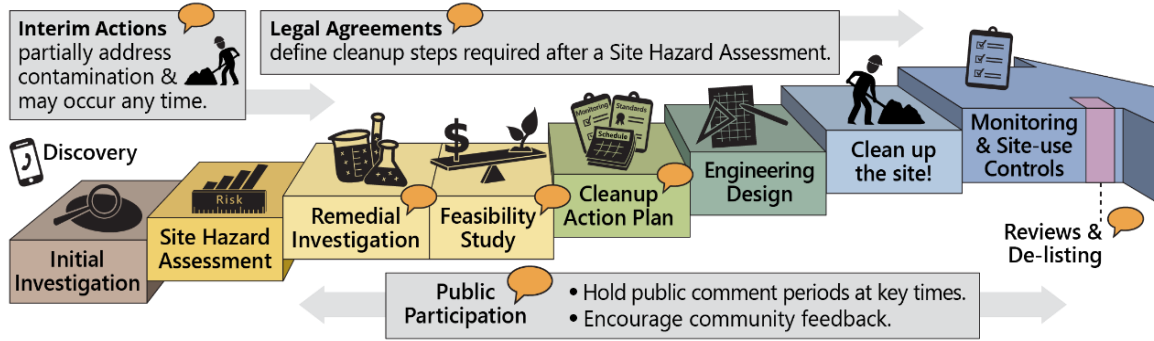 Interim Actions
partially address
contamination &
may occur any time.
Legal Agreements
define cleanup steps required after a Site Hazard Assessment.
Discovery
Initial
Investigation
Risk
Site Hazard
Assessment
Remedial
Investigation
$
Feasibility
Study
Monitoring
Standards
Schedule
Cleanup
Action Plan
Engineering
Design
Clean up
the site!
Monitoring
& Site-use
Controls
Reviews &
De-listing
Public
Participation
• Hold public comment periods at key times.
• Encourage community feedback.